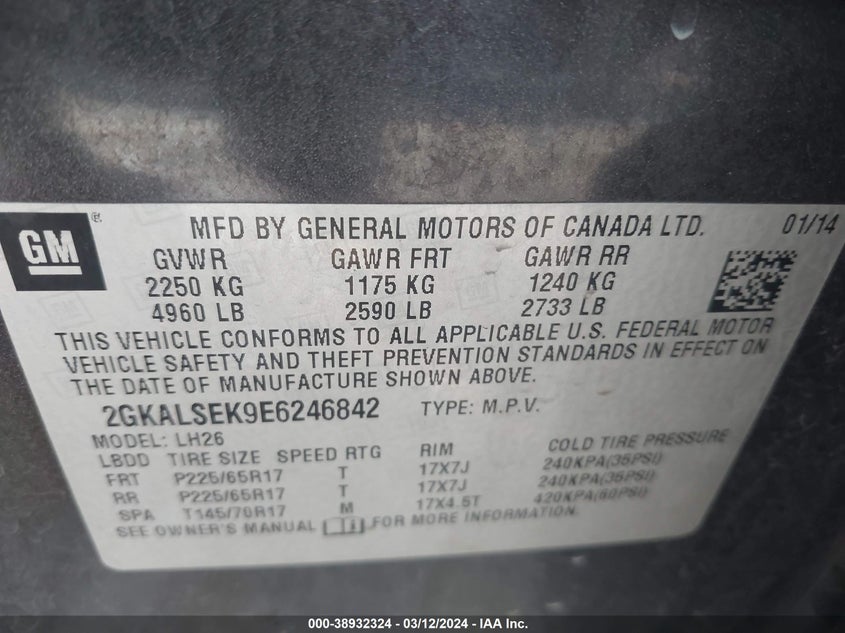 GM ® MFD BY GENERAL MOTORS OF CANADA LTD. 01/14
GVWR GAWR FRT GAWR RR
2250 KG 1175 KG 1240 KG
4960 LB 2590 LB 2733 LB
THIS VEHICLE CONFORMS TO ALL APPLICABLE U.S. FEDERAL MOTOR
VEHICLE SAFETY AND THEFT PREVENTION STANDARDS IN EFFECT ON
THE DATE OF MANUFACTURE SHOWN ABOVE.
2GKALSEK9E6246842 TYPE: M.P.V.
MODEL: LH26
LBDD TIRE SIZE SPEED RTG RIM COLD TIRE PRESSURE
FRT P225/65R17 T 17X7J 240KPA(35PSI)
RR P225/65R17 T 17X7J 240KPA(35PSI)
SPA T145/70R17 M 17X4.5T 420KPA(60PSI)
SEE OWNER'S MANUAL FOR MORE INFORMATION.
000-38932324 - 03/12/2024 - IAA Inc.